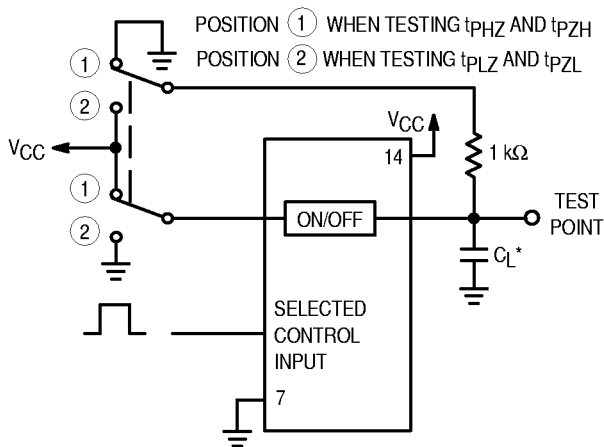 POSITION 1 WHEN TESTING tPHZ AND tPZH
POSITION 2 WHEN TESTING tPLZ AND tPZL
1
2
VCC
1
2
VCC
14
1 kΩ
ON/OFF
TEST
POINT
CL*
SELECTED
CONTROL
INPUT
7